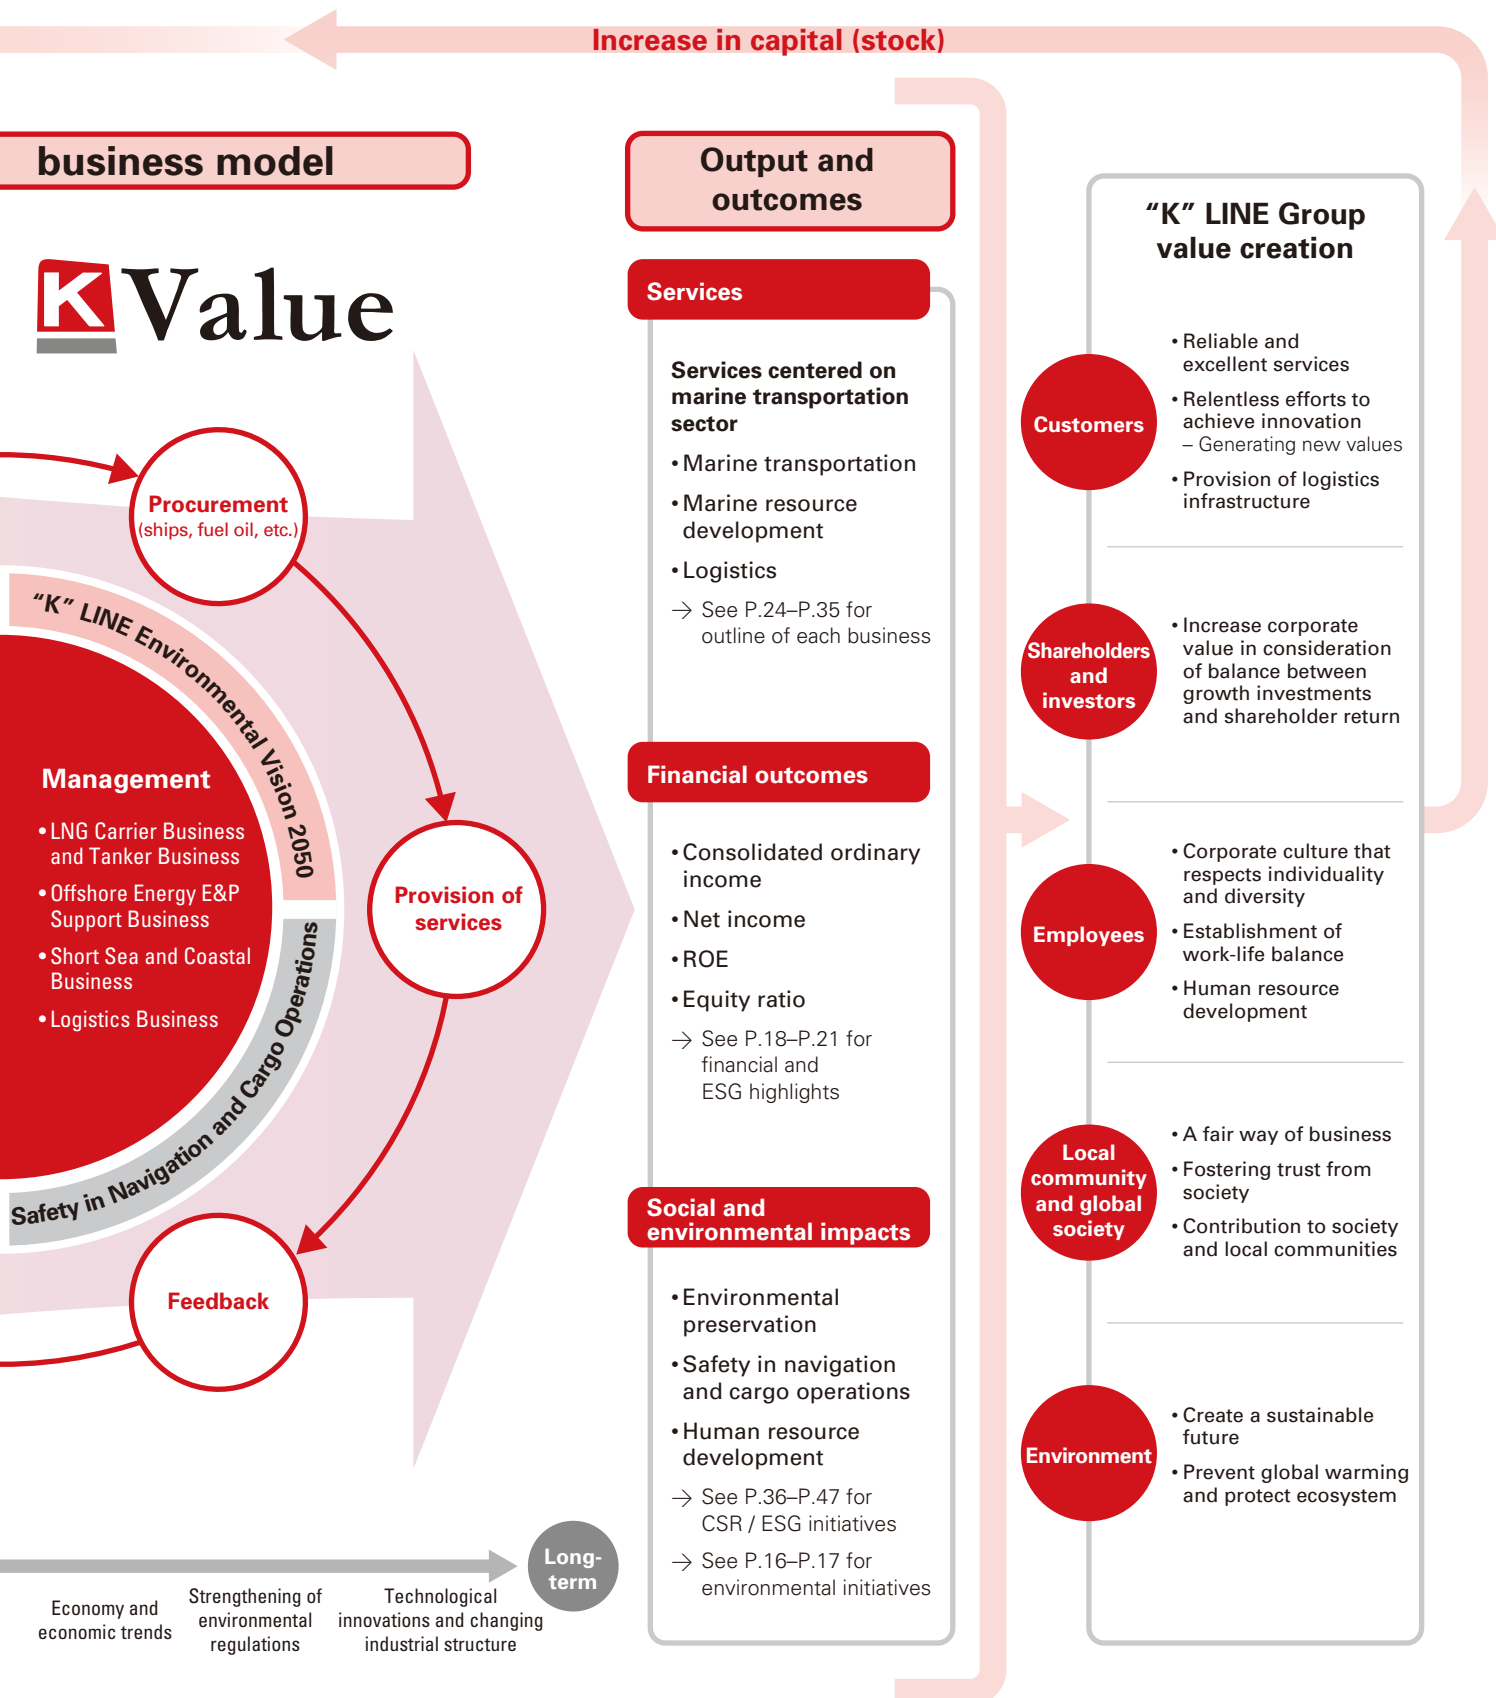 Increase in capital (stock)
business model
K Value
Procurement
(ships, fuel oil, etc.)
“K” LINE Environmental Vision 2050
Management
• LNG Carrier Business
and Tanker Business
• Offshore Energy E&P
Support Business
• Short Sea and Coastal
Business
• Logistics Business
Safety in Navigation and Cargo Operations
Provision of
services
Feedback
Long-
term
Economy and
economic trends
Strengthening of
environmental
regulations
Technological
innovations and changing
industrial structure
Output and
outcomes
Services
Services centered on
marine transportation
sector
• Marine transportation
• Marine resource
development
• Logistics
→ See P.24–P.35 for
outline of each business
Financial outcomes
• Consolidated ordinary
income
• Net income
• ROE
• Equity ratio
→ See P.18–P.21 for
financial and
ESG highlights
Social and
environmental impacts
• Environmental
preservation
• Safety in navigation
and cargo operations
• Human resource
development
→ See P.36–P.47 for
CSR / ESG initiatives
→ See P.16–P.17 for
environmental initiatives
“K” LINE Group
value creation
Customers
• Reliable and
excellent services
• Relentless efforts to
achieve innovation
– Generating new values
• Provision of logistics
infrastructure
Shareholders
and
investors
• Increase corporate
value in consideration
of balance between
growth investments
and shareholder return
Employees
• Corporate culture that
respects individuality
and diversity
• Establishment of
work-life balance
• Human resource
development
Local
community
and global
society
• A fair way of business
• Fostering trust from
society
• Contribution to society
and local communities
Environment
• Create a sustainable
future
• Prevent global warming
and protect ecosystem